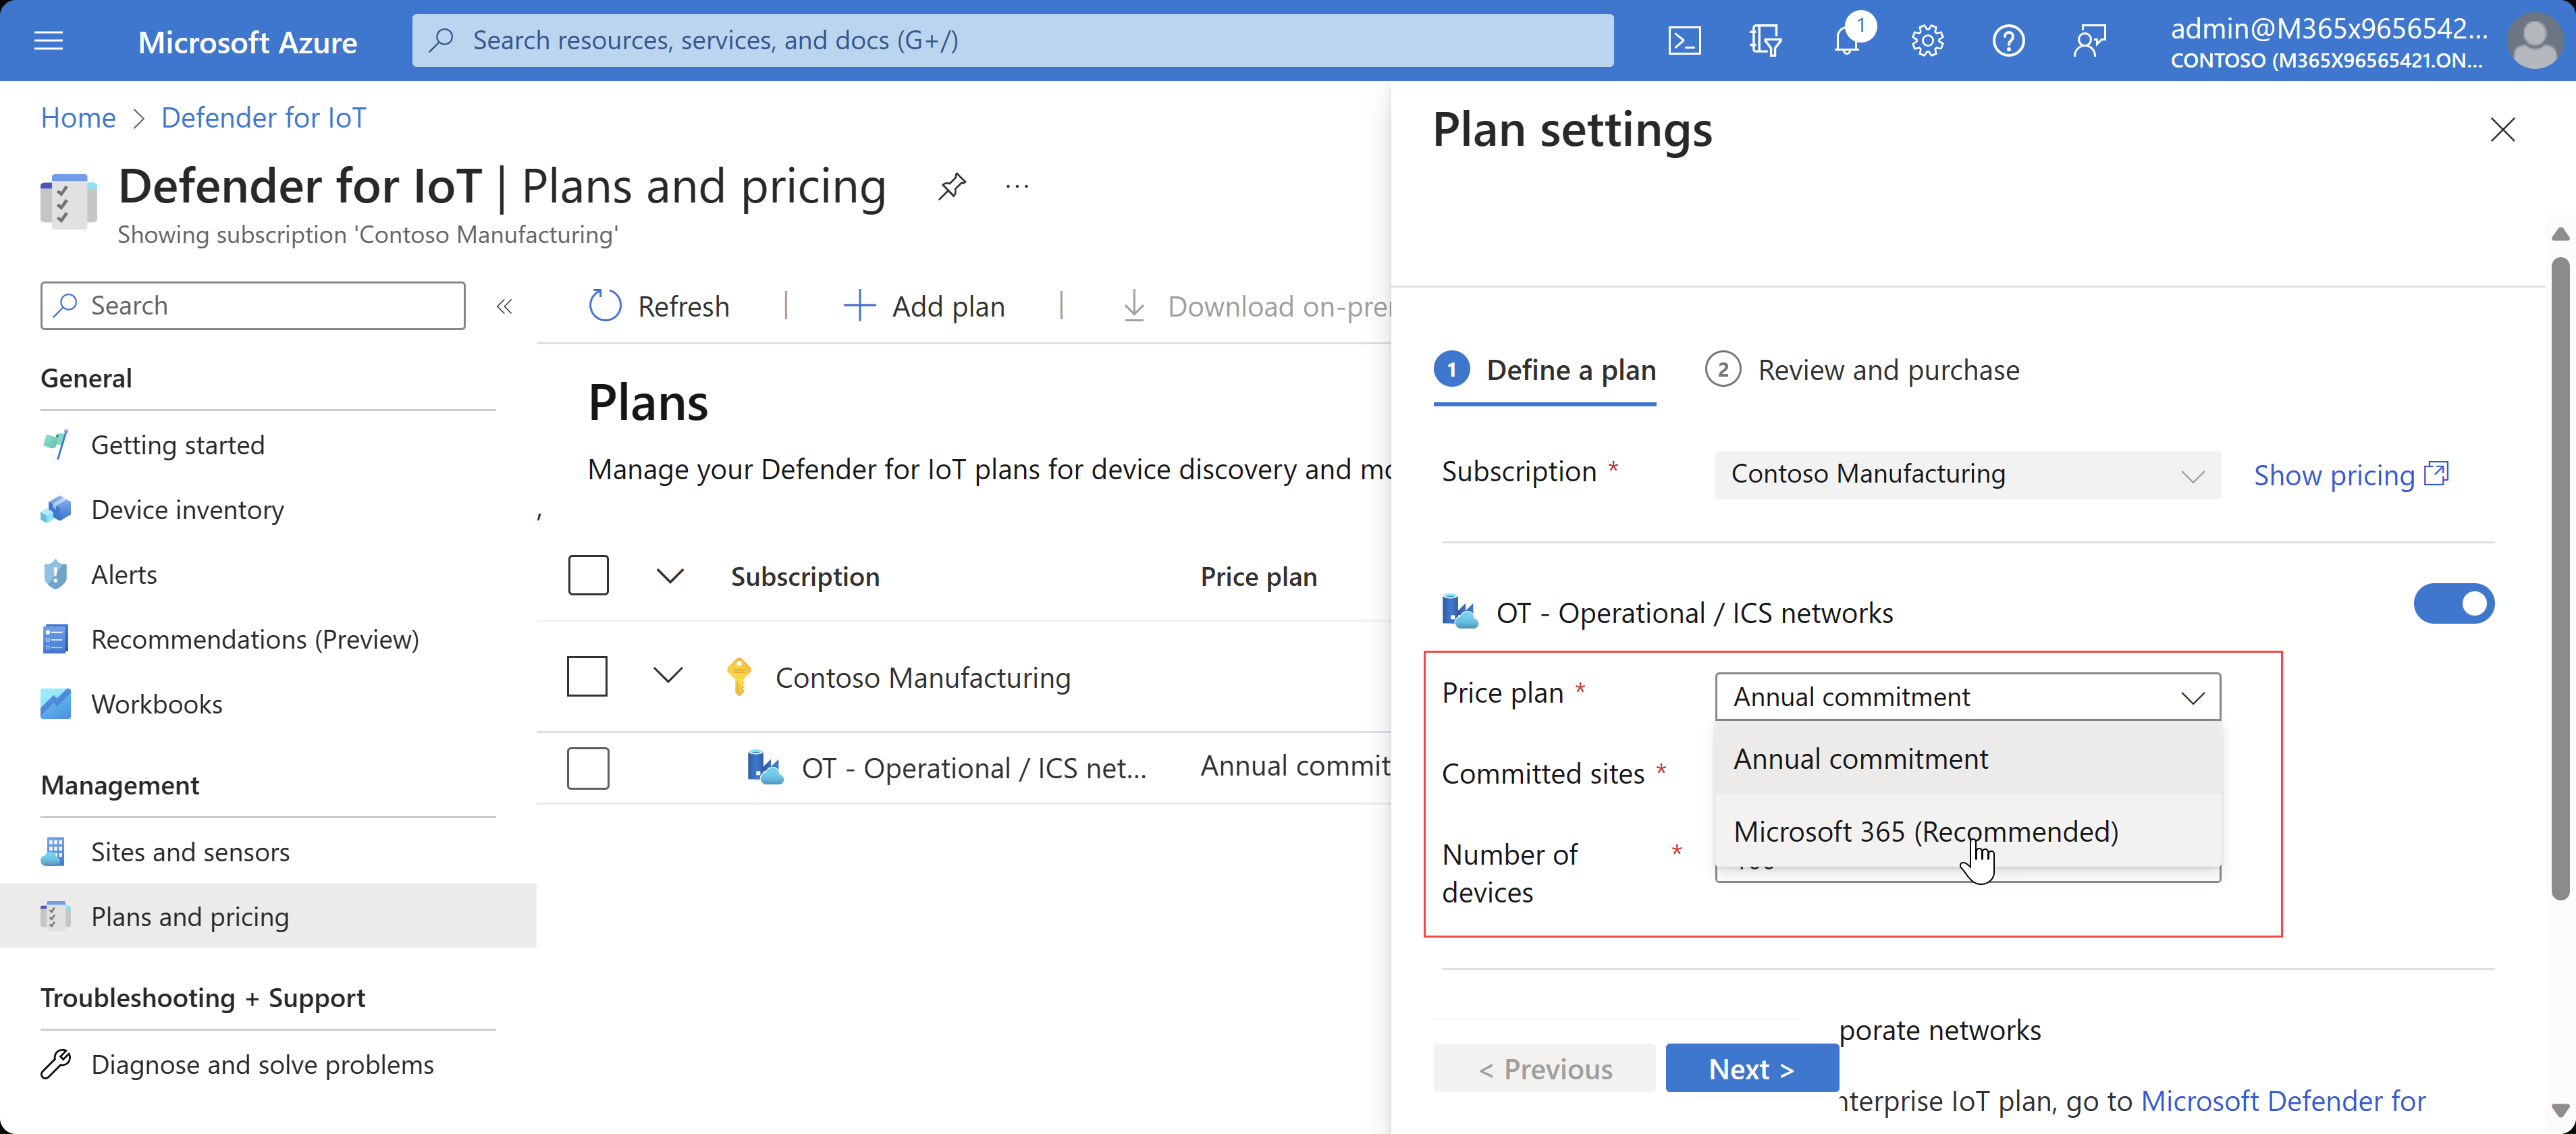 Microsoft Azure
Search resources, services, and docs (G+/)
1
admin@M365x9656542...
CONTOSO (M365X96565421.ON...
Home > Defender for IoT
Defender for IoT | Plans and pricing
...
Showing subscription 'Contoso Manufacturing'
Search
«
General
Getting started
Device inventory
Alerts
Recommendations (Preview)
Workbooks
Management
Sites and sensors
Plans and pricing
Troubleshooting + Support
Diagnose and solve problems
Refresh | Add plan | Download on-prer
Plans
Manage your Defender for IoT plans for device discovery and mo
,
Subscription Price plan
Contoso Manufacturing
OT - Operational / ICS net... Annual commit
Plan settings
1 Define a plan
2 Review and purchase
Subscription * Contoso Manufacturing Show pricing
OT - Operational / ICS networks
Price plan * Annual commitment
Annual commitment
Committed sites *
Microsoft 365 (Recommended)
Number of *
devices
porate networks
< Previous Next >
nterprise IoT plan, go to Microsoft Defender for